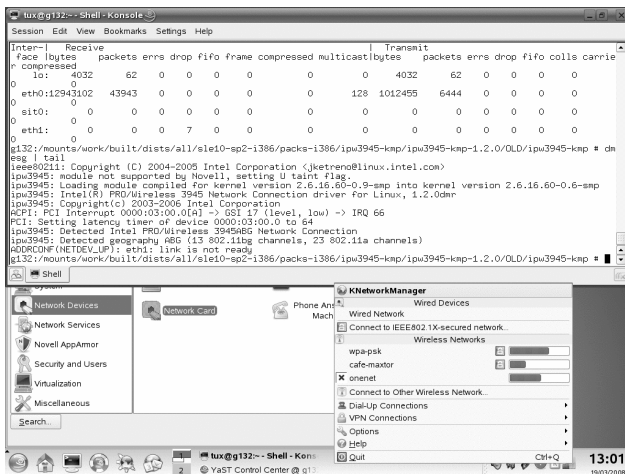 tux@g132:~ - Shell - Konsole
Session Edit View Bookmarks Settings Help
Inter-| Receive | Transmit
face |bytes packets errs drop fifo frame compressed multicast|bytes packets errs drop fifo colls carrie
r compressed
lo: 4032 62 0 0 0 0 0 0 4032 62 0 0 0 0 0
0 0
eth0:12943102 43943 0 0 0 0 0 128 1012455 6444 0 0 0 0
0 0
sit0: 0 0 0 0 0 0 0 0 0 0 0 0 0 0
0 0
eth1: 0 0 0 7 0 0 0 0 0 0 0 0 0 0
0 0
g132:/mounts/work/built/dists/all/sle10-sp2-i386/packs-i386/ipw3945-kmp/ipw3945-kmp-1.2.0/OLD/ipw3945-kmp # dm
esg | tail
ieee80211: Copyright (C) 2004-2005 Intel Corporation <jketreno@linux.intel.com>
ipw3945: module not supported by Novell, setting U taint flag.
ipw3945: Loading module compiled for kernel version 2.6.16.60-0.9-smp into kernel version 2.6.16.60-0.6-smp
ipw3945: Intel(R) PRO/Wireless 3945 Network Connection driver for Linux, 1.2.0dmr
ipw3945: Copyright(c) 2003-2006 Intel Corporation
ACPI: PCI Interrupt 0000:03:00.0[A] -> GSI 17 (level, low) -> IRQ 66
PCI: Setting latency timer of device 0000:03:00.0 to 64
ipw3945: Detected Intel PRO/Wireless 3945ABG Network Connection
ipw3945: Detected geography ABG (13 802.11bg channels, 23 802.11a channels)
ADDRCONF(NETDEV_UP): eth1: link is not ready
g132:/mounts/work/built/dists/all/sle10-sp2-i386/packs-i386/ipw3945-kmp/ipw3945-kmp-1.2.0/OLD/ipw3945-kmp #
Shell
System
Network Devices
Network Services
Novell AppArmor
Security and Users
Virtualization
Miscellaneous
Search...
Network Card
Phone Ans
Mach
KNetworkManager
Wired Devices
Wired Network
Connect to IEEE802.1X-secured network...
Wireless Networks
wpa-psk
cafe-maxtor
onenet
Connect to Other Wireless Network...
Dial-Up Connections
VPN Connections
Options
Help
Quit Ctrl+Q
1
2
tux@g132:~ - Shell - Kons
YaST Control Center @ g13
13:01
19/03/2008